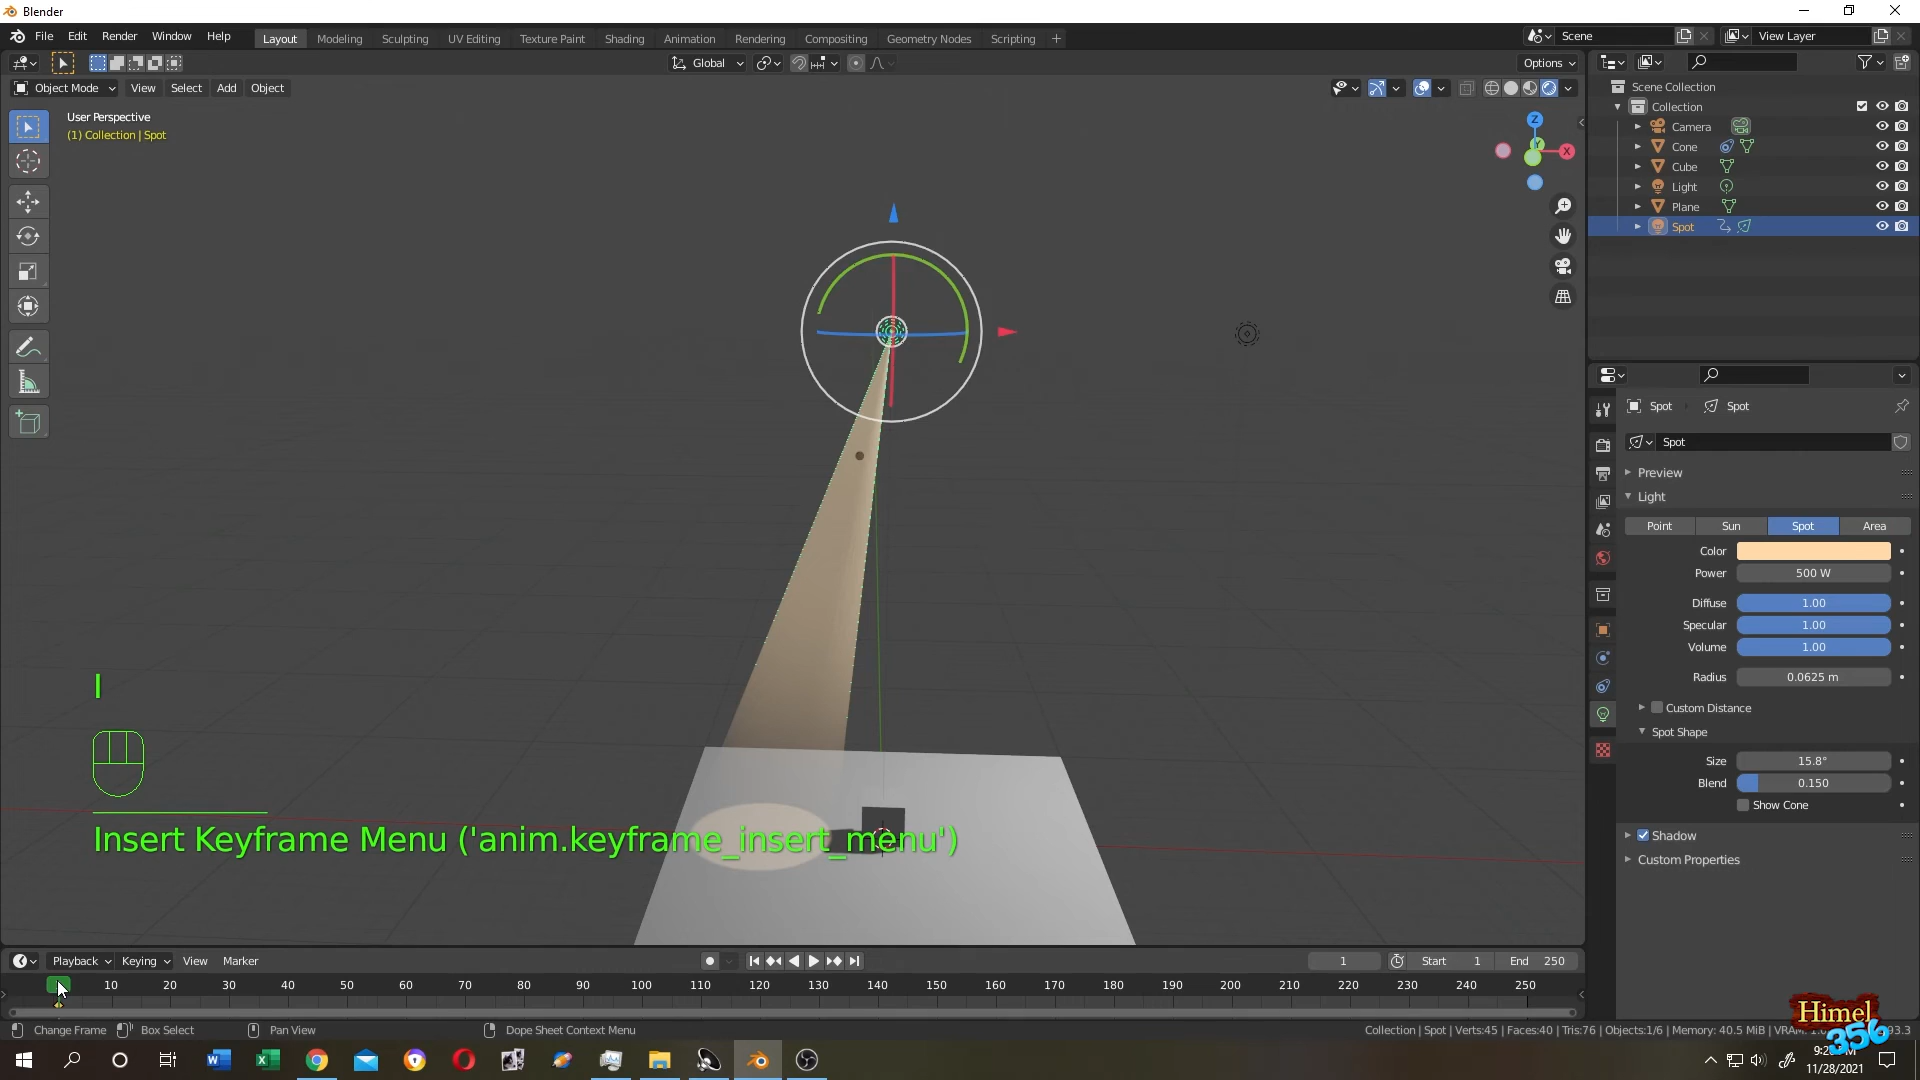 Blender
File Edit Render Window Help
Layout Modeling Sculpting UV Editing Texture Paint Shading Animation Rendering Compositing Geometry Nodes Scripting +
Scene View Layer
Global Options
Object Mode View Select Add Object
User Perspective
(1) Collection | Spot
Z
X
Scene Collection
Collection
Camera
Cone
Cube
Light
Plane
Spot
Spot Spot
Spot
Preview
Light
Point Sun Spot Area
Color
Power 500 W
Diffuse 1.00
Specular 1.00
Volume 1.00
Radius 0.0625 m
Custom Distance
Spot Shape
Size 15.8°
Blend 0.150
Show Cone
Shadow
Custom Properties
I
Insert Keyframe Menu ('anim.keyframe_insert_menu')
Playback Keying View Marker
1 Start 1 End 250
10 20 30 40 50 60 70 80 90 100 110 120 130 140 150 160 170 180 190 200 210 220 230 240 250
Change Frame Box Select Pan View Dope Sheet Context Menu
Collection | Spot | Verts:45 | Faces:40 | Tris:76 | Objects:1/6 | Memory: 40.5 MiB | VRAM:
Himel
356
11/28/2021